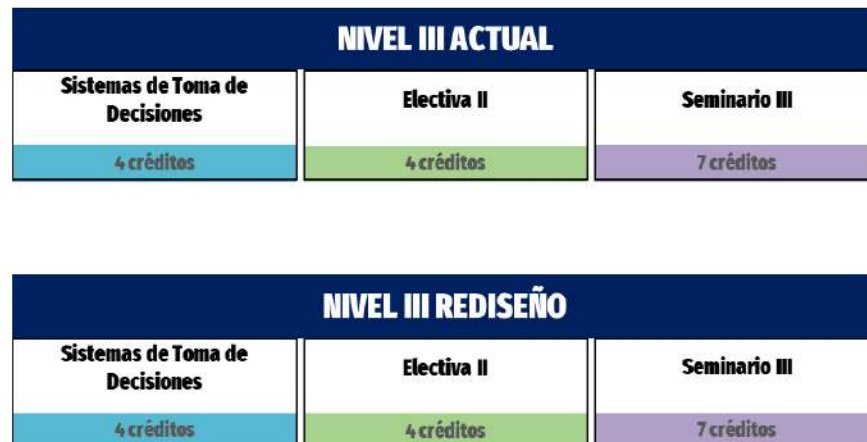 NIVEL III ACTUAL
Sistemas de Toma de
Decisiones
Electiva II
Seminario III
4 créditos
4 créditos
7 créditos
NIVEL III REDISEÑO
Sistemas de Toma de
Decisiones
Electiva II
Seminario III
4 créditos
4 créditos
7 créditos